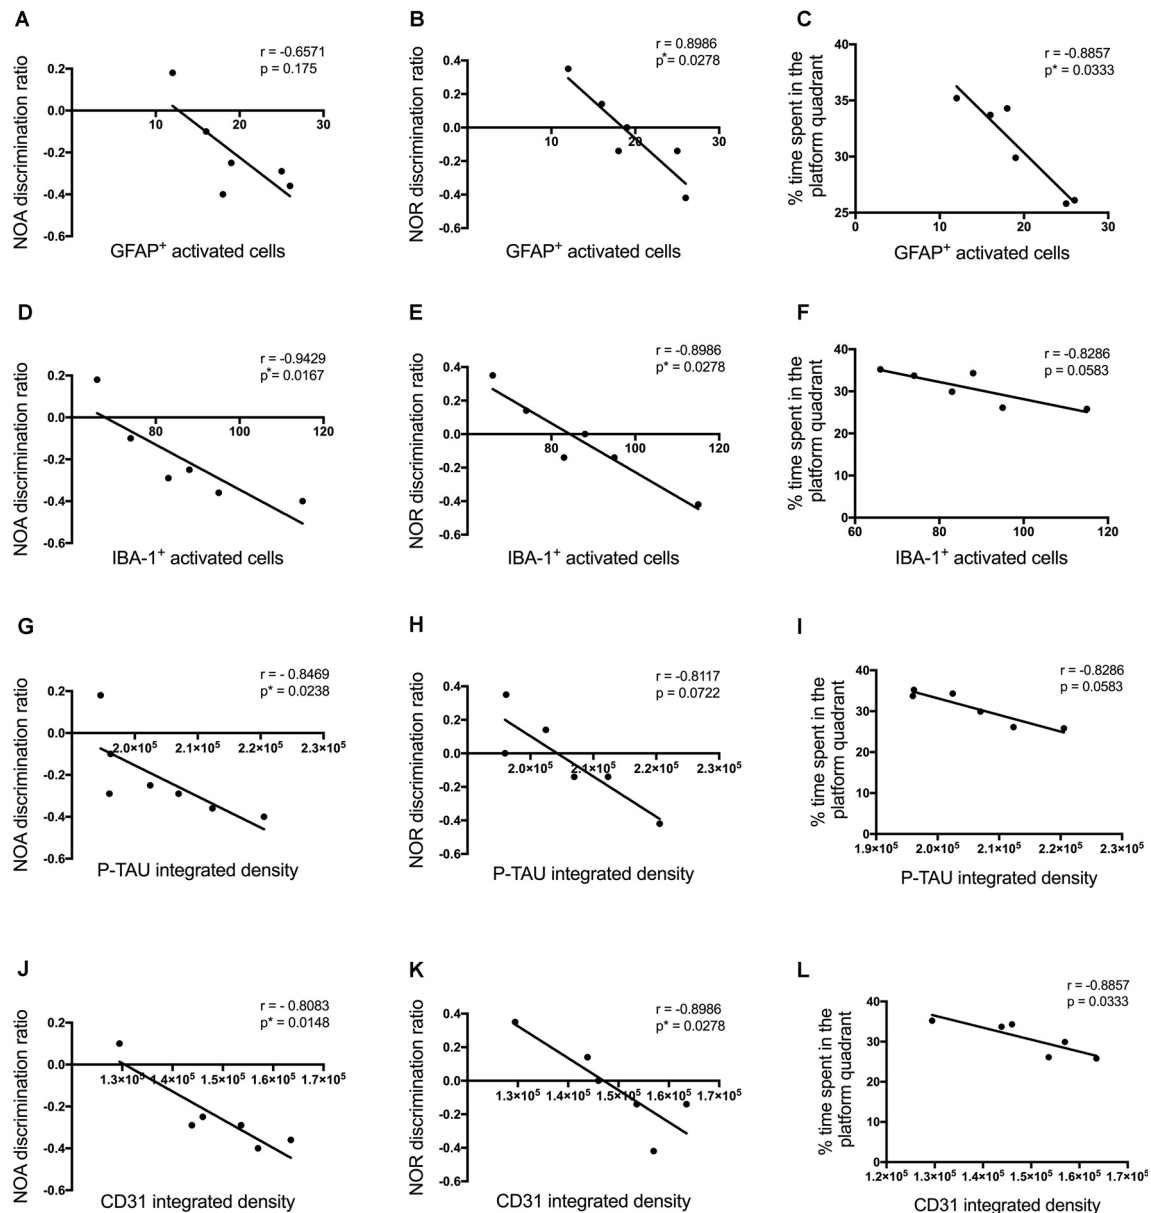 A
r = -0.6571
p = 0.175
NOA discrimination ratio
0.2
0.0
-0.2
-0.4
-0.6
10 20 30
GFAP+ activated cells
B
r = 0.8986
p*= 0.0278
NOR discrimination ratio
0.4
0.2
0.0
-0.2
-0.4
-0.6
10 20 30
GFAP+ activated cells
C
r = -0.8857
p* = 0.0333
% time spent in the
platform quadrant
40
35
30
25
0 10 20 30
GFAP+ activated cells
D
r = -0.9429
p*= 0.0167
NOA discrimination ratio
0.2
0.0
-0.2
-0.4
-0.6
80 100 120
IBA-1+ activated cells
E
r = -0.8986
p* = 0.0278
NOR discrimination ratio
0.4
0.2
0.0
-0.2
-0.4
-0.6
80 100 120
IBA-1+ activated cells
F
r = -0.8286
p = 0.0583
% time spent in the
platform quadrant
40
30
20
10
0
60 80 100 120
IBA-1+ activated cells
G
r = - 0.8469
p* = 0.0238
NOA discrimination ratio
0.2
0.0
-0.2
-0.4
-0.6
2.0×10⁵ 2.1×10⁵ 2.2×10⁵ 2.3×10⁵
P-TAU integrated density
H
r = -0.8117
p = 0.0722
NOR discrimination ratio
0.4
0.2
0.0
-0.2
-0.4
-0.6
2.0×10⁵ 2.1×10⁵ 2.2×10⁵ 2.3×10⁵
P-TAU integrated density
I
r = -0.8286
p = 0.0583
% time spent in the
platform quadrant
40
30
20
10
0
1.9×10⁵ 2.0×10⁵ 2.1×10⁵ 2.2×10⁵ 2.3×10⁵
P-TAU integrated density
J
r = - 0.8083
p* = 0.0148
NOA discrimination ratio
0.2
0.0
-0.2
-0.4
-0.6
1.3×10⁵ 1.4×10⁵ 1.5×10⁵ 1.6×10⁵ 1.7×10⁵
CD31 integrated density
K
r = -0.8986
p* = 0.0278
NOR discrimination ratio
0.4
0.2
0.0
-0.2
-0.4
-0.6
1.3×10⁵ 1.4×10⁵ 1.5×10⁵ 1.6×10⁵ 1.7×10⁵
CD31 integrated density
L
r = -0.8857
p = 0.0333
% time spent in the
platform quadrant
40
30
20
10
0
1.2×10⁵ 1.3×10⁵ 1.4×10⁵ 1.5×10⁵ 1.6×10⁵ 1.7×10⁵
CD31 integrated density